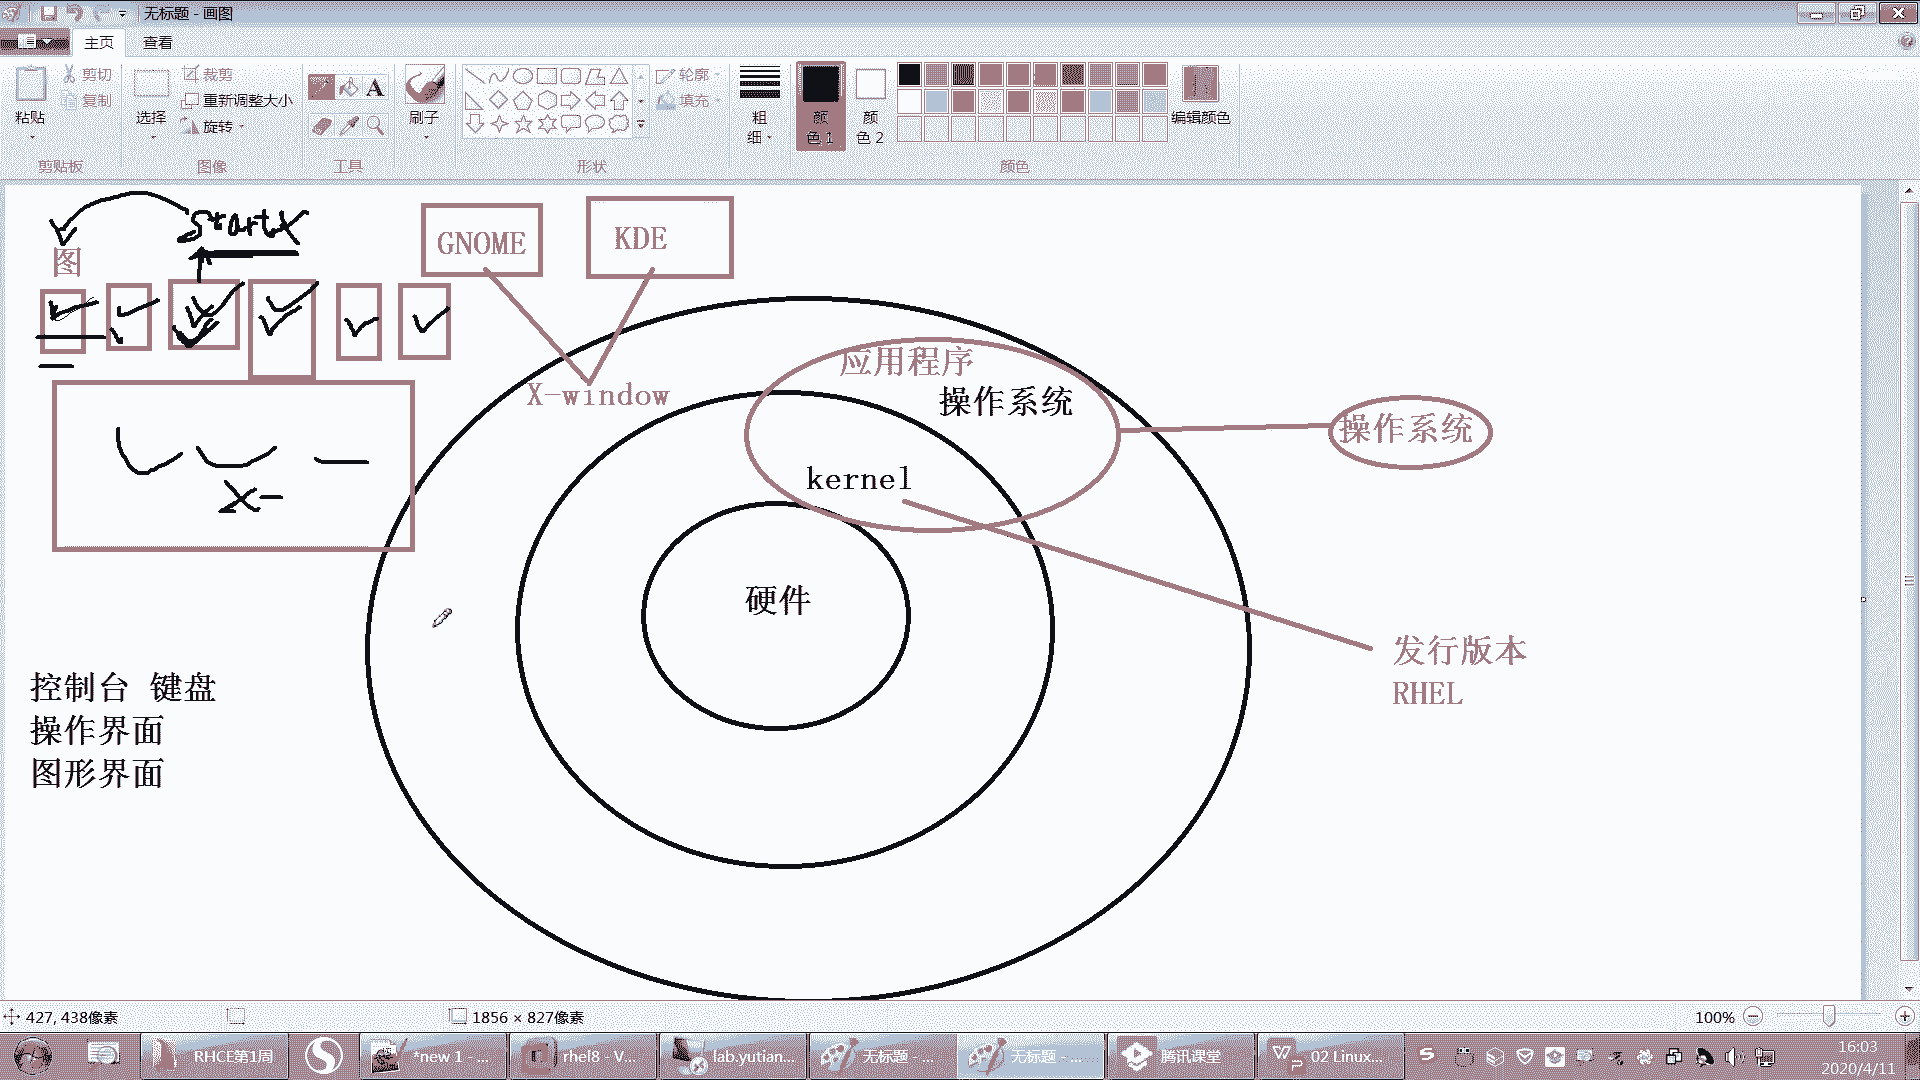 无标题 - 画图
主页 查看
粘贴
剪切
复制
剪贴板
选择
裁剪
重新调整大小
旋转
图像
工具
刷子
形状
轮廓
填充
粗
细
颜
色 1
颜
色 2
颜色
编辑颜色
startx
图
GNOME
KDE
X-window
X-
应用程序
操作系统
kernel
硬件
操作系统
发行版本
RHEL
控制台 键盘
操作界面
图形界面
427, 438像素
1856 × 827像素
100%
RHCE第1周
*new 1 - ...
rhel8 - V...
lab.yutian...
无标题 - ...
无标题 - ...
腾讯课堂
02 Linux...
16:03
2020/4/11